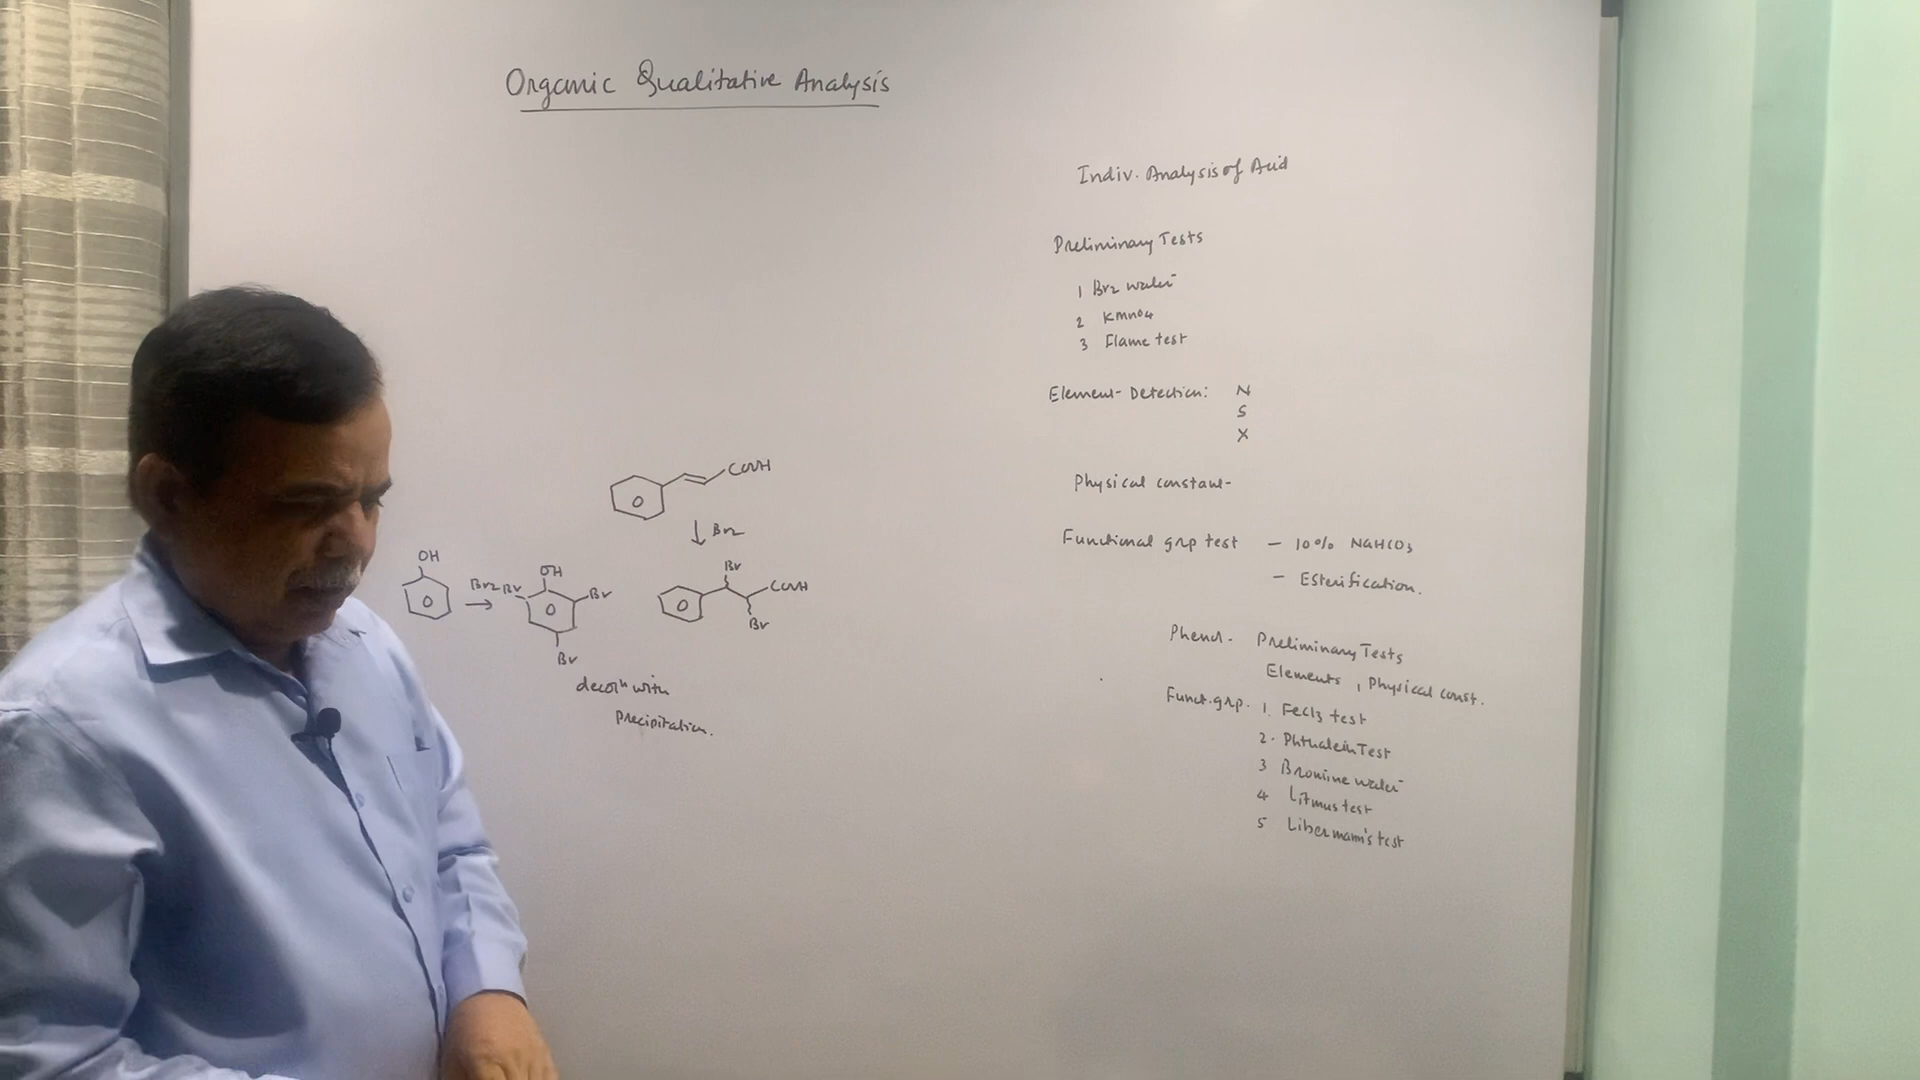 Organic Qualitative Analysis
Indiv. Analysis of Acid
Preliminary Tests
1 Br2 water
2 KMnO4
3 Flame test
Element Detection: N
S
X
Physical constant
Functional grp test - 10% NaHCO3
- Esterification.
Phenol - Preliminary Tests
Elements, Physical const.
Funct. grp. 1. FeCl3 test
2. Phthalein Test
3 Bromine water
4 Litmus test
5 Libermann's test
COOH
Br2
Br
COOH
Br
OH
Br2
OH
Br
Br
Br
decorn with
Precipitation.